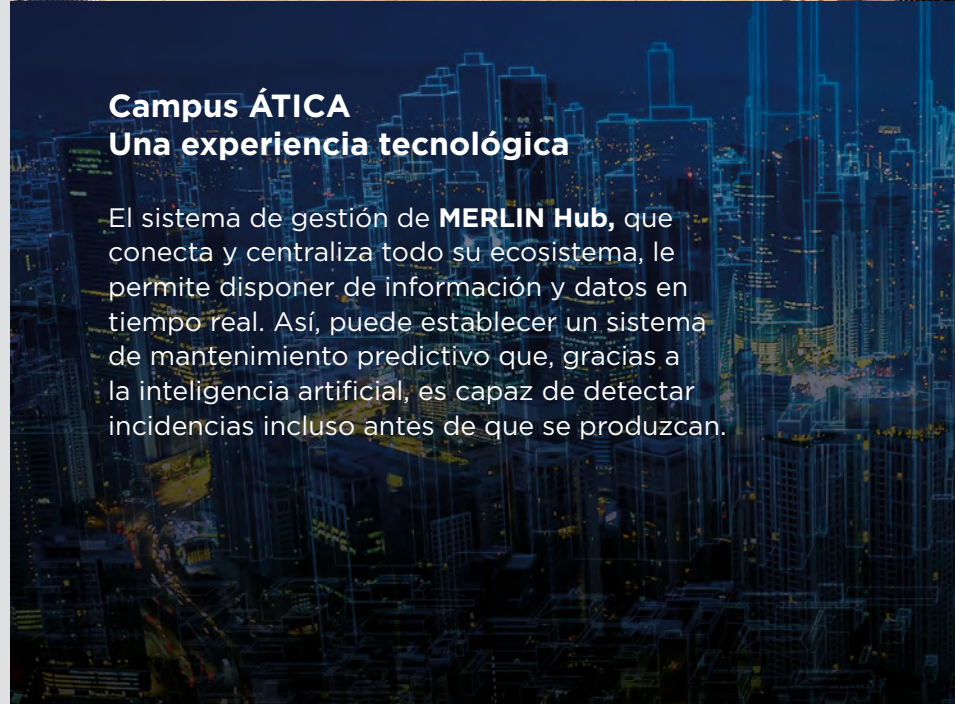 Campus ÁTICA
Una experiencia tecnológica
El sistema de gestión de MERLIN Hub, que
conecta y centraliza todo su ecosistema, le
permite disponer de información y datos en
tiempo real. Así, puede establecer un sistema
de mantenimiento predictivo que, gracias a
la inteligencia artificial, es capaz de detectar
incidencias incluso antes de que se produzcan.